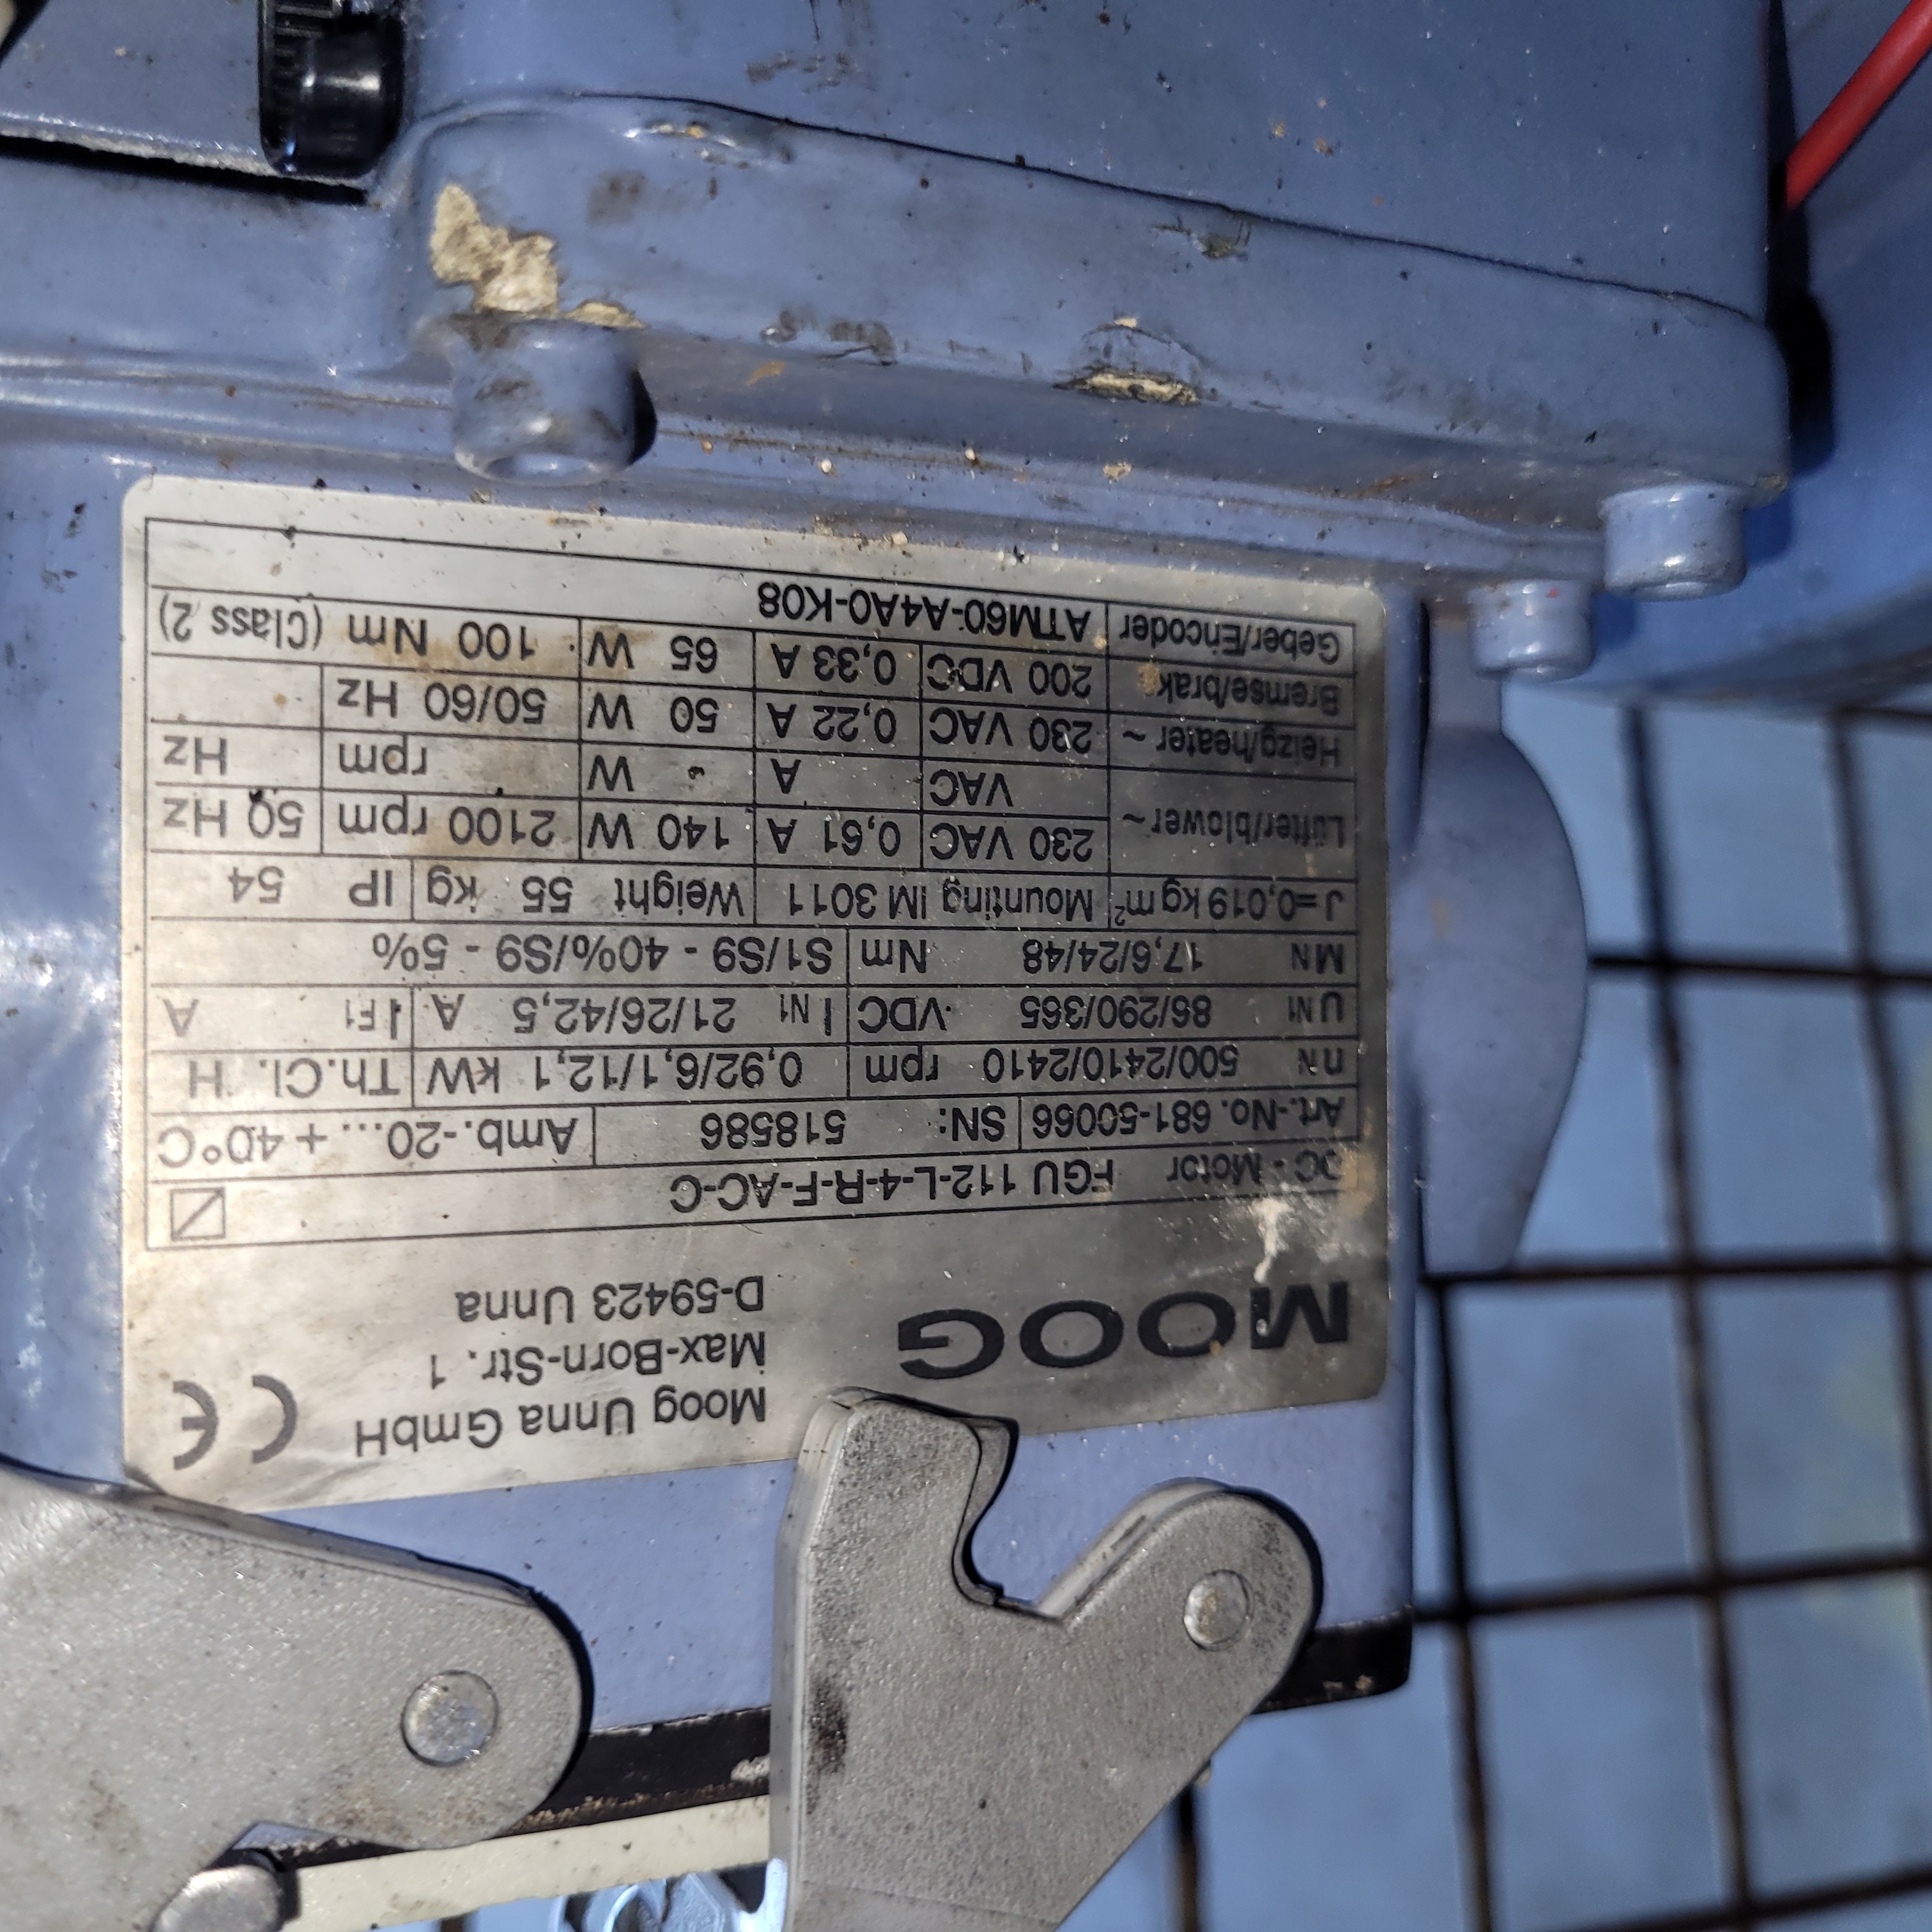 MOOG
Moog Unna GmbH
Max-Born-Str. 1
D-59423 Unna
CE
DC - Motor FGU 112-L-4-R-F-AC-C
Art.-No. 681-50066 SN: 518586 Amb.-20... + 40°C
nN 500/2410/2410 rpm 0,92/6,1/12,1 kW Th.Cl. H
UN1 86/290/365 VDC IN1 21/26/42,5 A IF1 A
MN 17,6/24/48 Nm S1/S9 - 40%/S9 - 5%
J=0,019 kg m² Mounting IM 3011 Weight 55 kg IP 54
Lüfter/blower ~ 230 VAC 0,61 A 140 W 2100 rpm 50 Hz
VAC A W rpm Hz
Heizg/heater ~ 230 VAC 0,22 A 50 W 50/60 Hz
Bremse/brak 200 VDC 0,33 A 65 W 100 Nm (Class 2)
Geber/Encoder ATM60-A4A0-K08